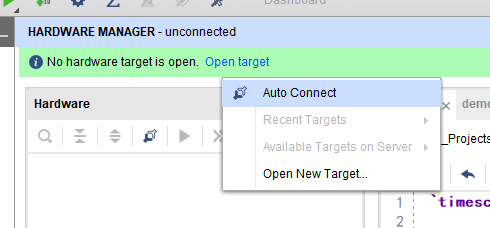 Dashboard
HARDWARE MANAGER - unconnected
No hardware target is open. Open target
Auto Connect
Recent Targets
Available Targets on Server
Open New Target...
Hardware
demo
_Projects
1 `timesc
2